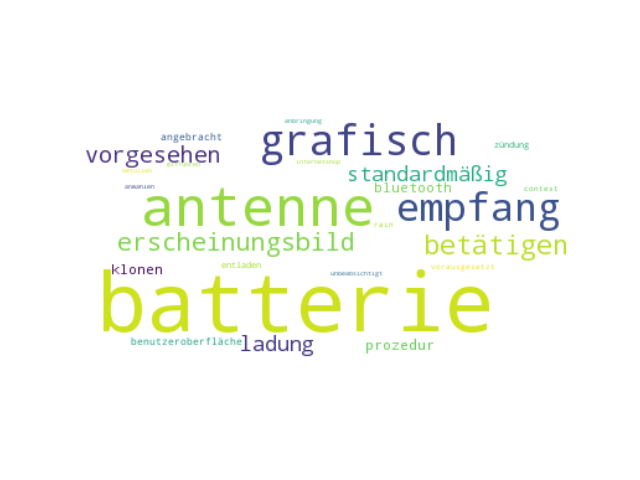 anbringung
grafisch
angebracht
zündung
vorgesehen
internetshop
standardmäßig
bluetooth
contest
anwählen
antenne
empfang
rain
erscheinungsbild
betätigen
klonen
entladen
vorausgesetzt
unbeabsichtigt
batterie
benutzeroberfläche
ladung
prozedur